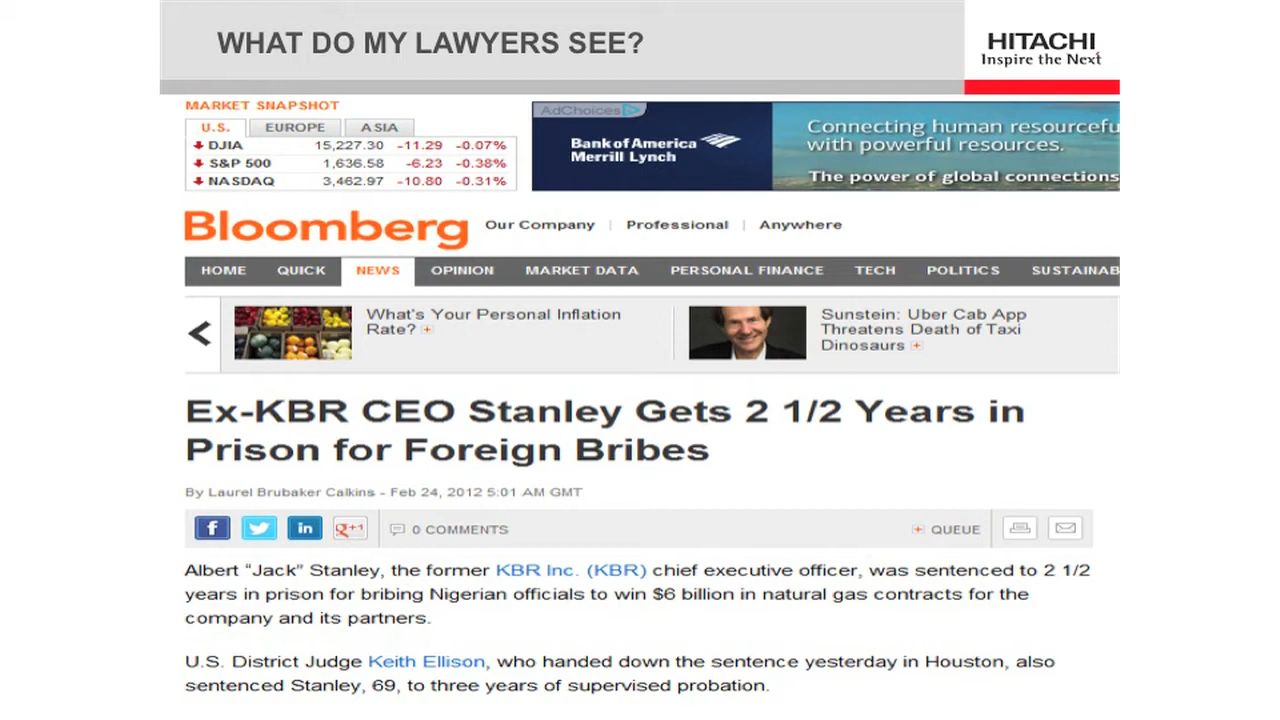 WHAT DO MY LAWYERS SEE?
HITACHI
Inspire the Next
MARKET SNAPSHOT
U.S. EUROPE ASIA
DJIA 15,227.30 -11.29 -0.07%
S&P 500 1,636.58 -6.23 -0.38%
NASDAQ 3,462.97 -10.80 -0.31%
AdChoices
Bank of America
Merrill Lynch
Connecting human resourcefu
with powerful resources.
The power of global connections
Bloomberg
Our Company | Professional | Anywhere
HOME QUICK NEWS OPINION MARKET DATA PERSONAL FINANCE TECH POLITICS SUSTAINAB
What's Your Personal Inflation
Rate? +
Sunstein: Uber Cab App
Threatens Death of Taxi
Dinosaurs +
Ex-KBR CEO Stanley Gets 2 1/2 Years in
Prison for Foreign Bribes
By Laurel Brubaker Calkins - Feb 24, 2012 5:01 AM GMT
f in g+1 0 COMMENTS + QUEUE
Albert “Jack” Stanley, the former KBR Inc. (KBR) chief executive officer, was sentenced to 2 1/2
years in prison for bribing Nigerian officials to win $6 billion in natural gas contracts for the
company and its partners.
U.S. District Judge Keith Ellison, who handed down the sentence yesterday in Houston, also
sentenced Stanley, 69, to three years of supervised probation.